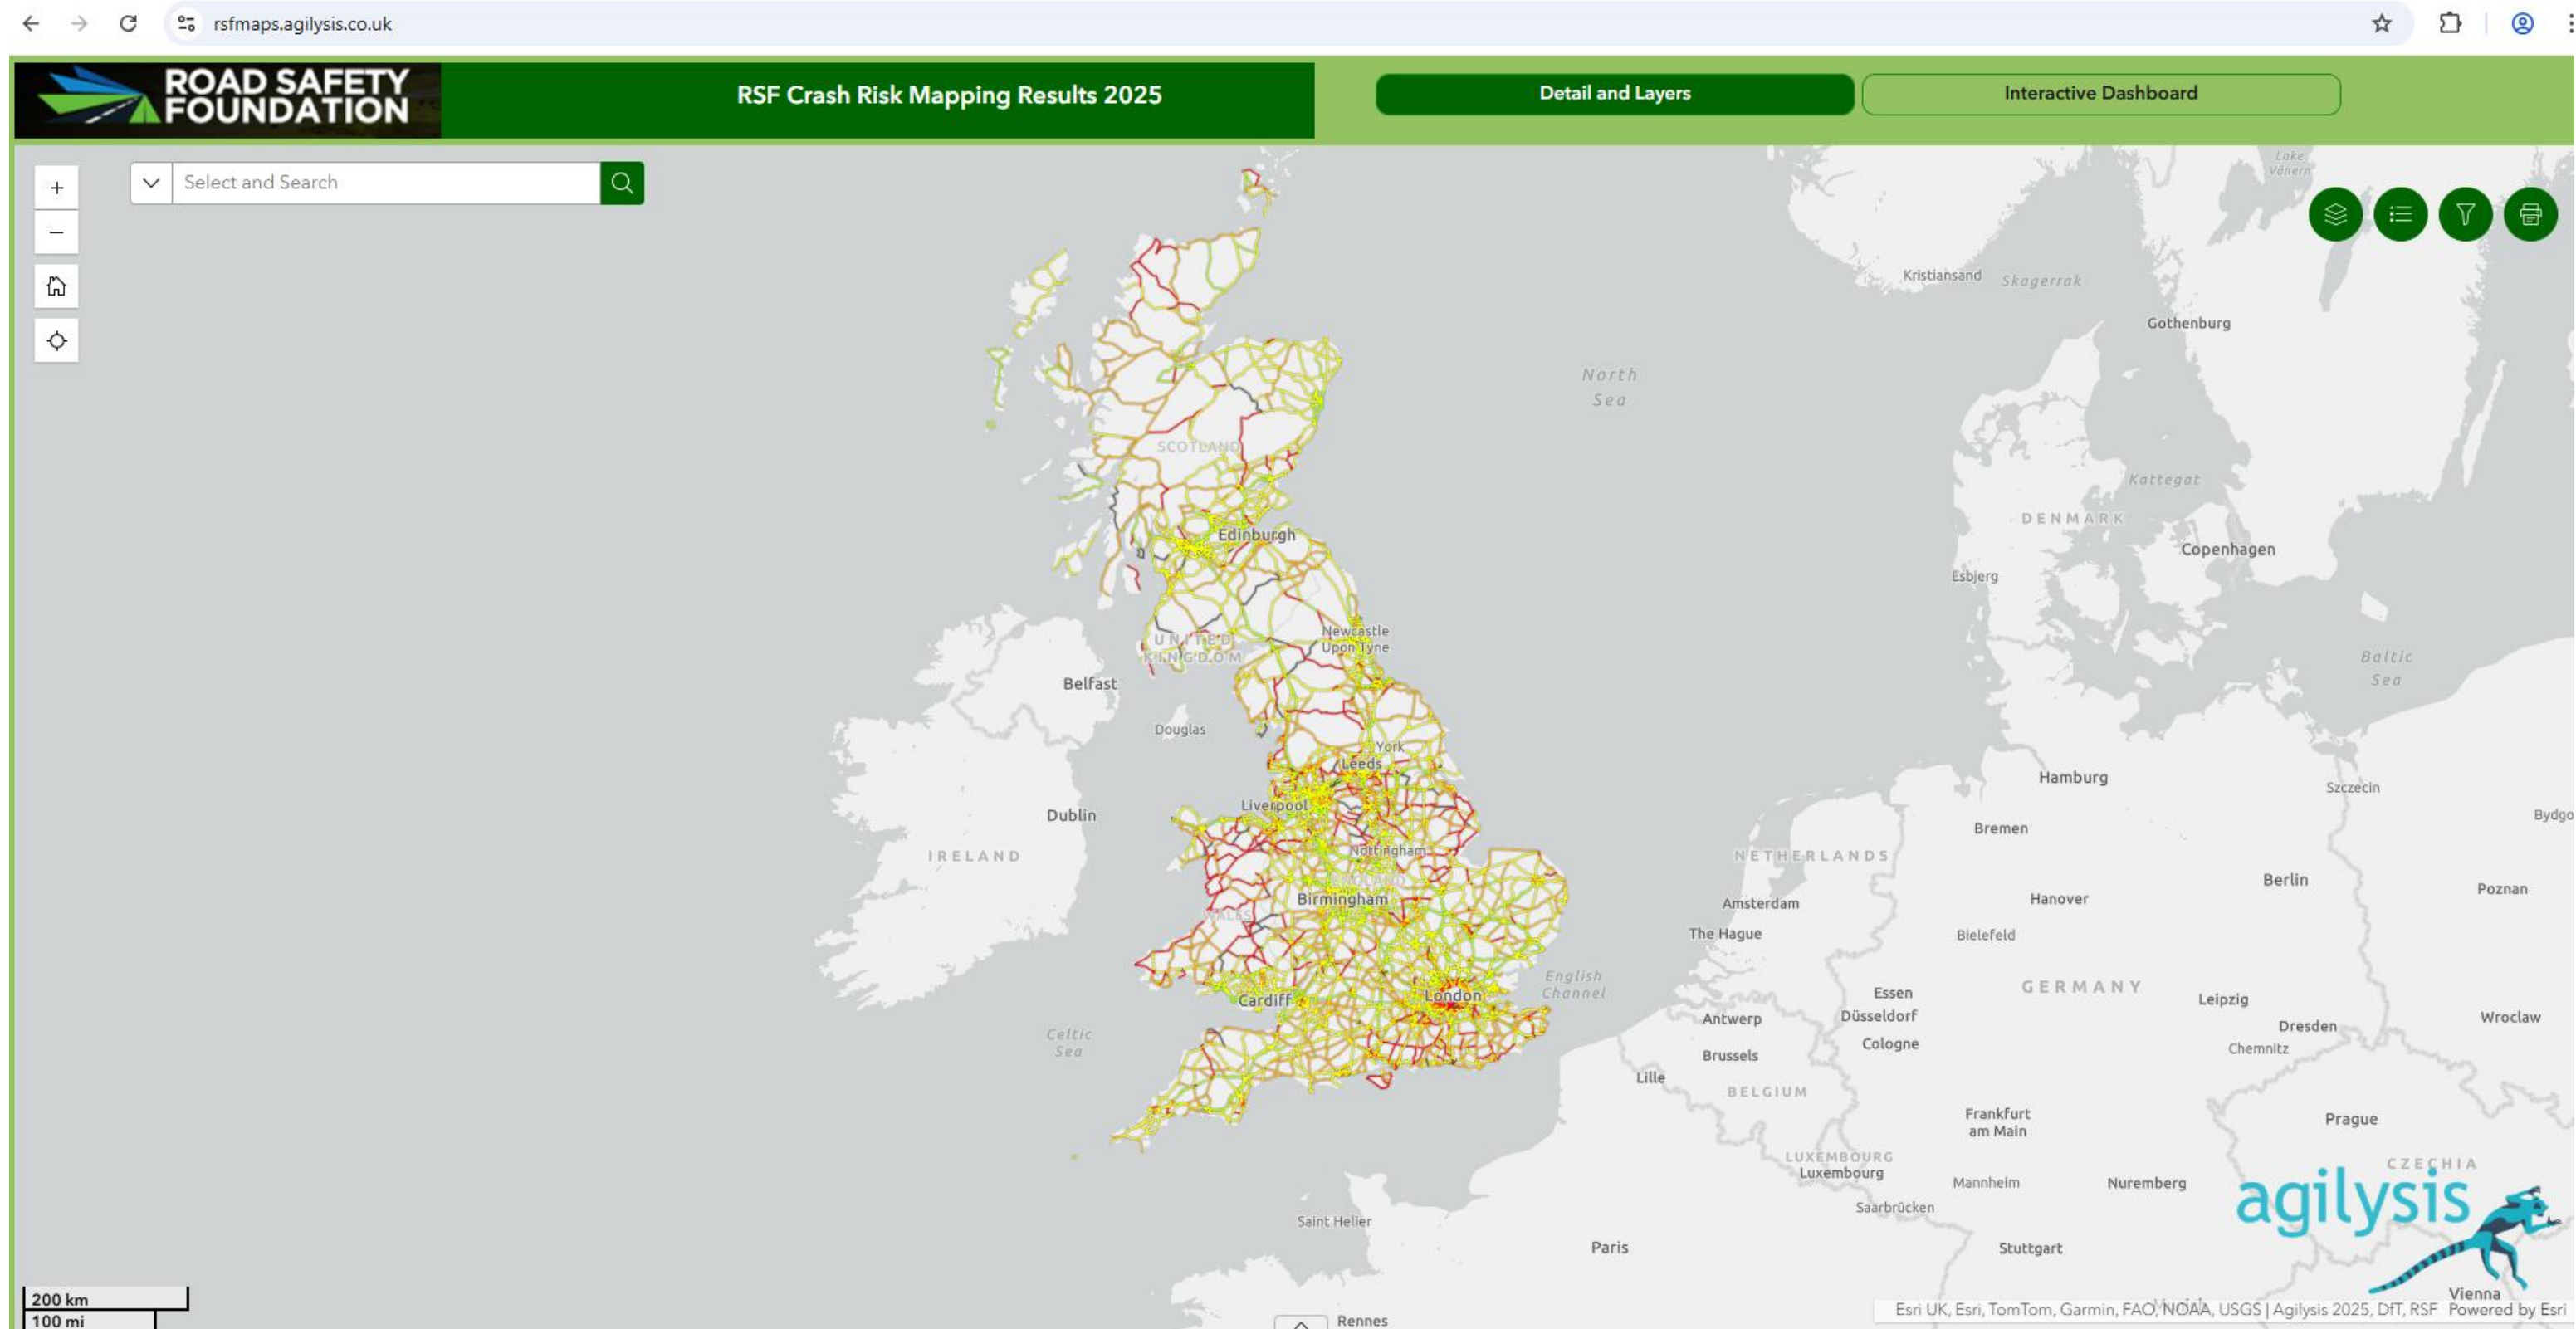 rsfmaps.agilysis.co.uk
ROAD SAFETY
FOUNDATION
RSF Crash Risk Mapping Results 2025
Detail and Layers
Interactive Dashboard
+
Select and Search
−
Lake
Vänern
Kristiansand
Skagerrak
Gothenburg
North
Sea
SCOTLAND
Kattegat
DENMARK
Edinburgh
Copenhagen
Esbjerg
Newcastle
Upon Tyne
UNITED
KINGDOM
Baltic
Sea
Belfast
Douglas
York
Leeds
Hamburg
Szczecin
Liverpool
Dublin
Bydgo
Bremen
IRELAND
Nottingham
NETHERLANDS
ENGLAND
Berlin
Poznan
Birmingham
Amsterdam
Hanover
WALES
The Hague
Bielefeld
English
Channel
Cardiff
London
Essen
GERMANY
Leipzig
Antwerp
Düsseldorf
Wroclaw
Dresden
Celtic
Sea
Cologne
Chemnitz
Brussels
Lille
BELGIUM
Frankfurt
am Main
Prague
LUXEMBOURG
Luxembourg
CZECHIA
Mannheim
Nuremberg
agilysis
Saarbrücken
Saint Helier
Paris
Stuttgart
Vienna
200 km
100 mi
Rennes
Esri UK, Esri, TomTom, Garmin, FAO, NOAA, USGS | Agilysis 2025, DfT, RSF Powered by Esri